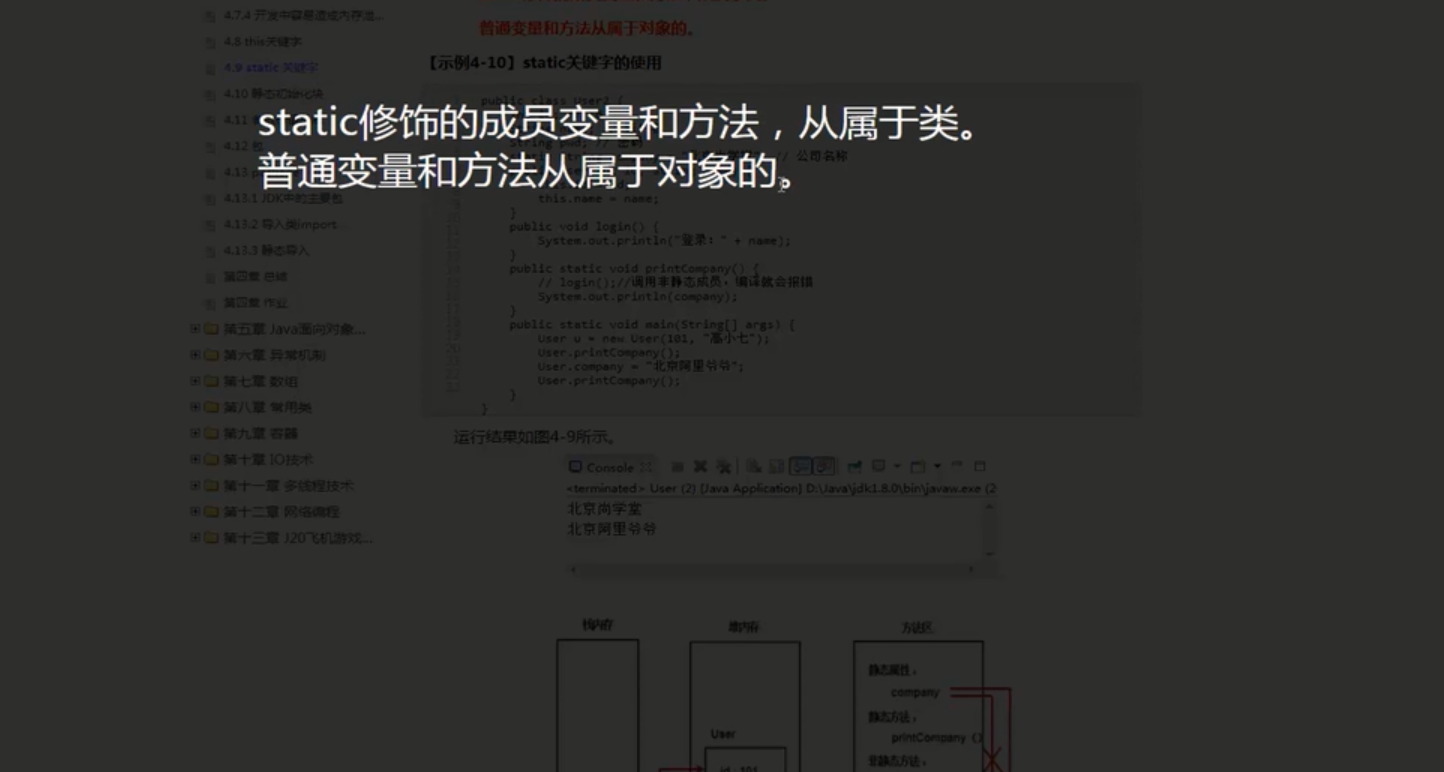 4.7.4 开发中容易造成内存泄...
4.8 this关键字
4.9 static 关键字
4.10 静态初始化块
4.11
4.12 包
4.13
4.13.1 JDK中的主要包
4.13.2 导入类import
4.13.3 静态导入
第四章 总结
第四章 作业
第五章 Java面向对象...
第六章 异常机制
第七章 数组
第八章 常用类
第九章 容器
第十章 IO技术
第十一章 多线程技术
第十二章 网络编程
第十三章 J20飞机游戏...
普通变量和方法从属于对象的。
【示例4-10】static关键字的使用
static修饰的成员变量和方法，从属于类。
普通变量和方法从属于对象的。
public class User2 {
String pwd; // 密码
// 公司名称
this.name = name;
}
public void login() {
System.out.println("登录：" + name);
}
public static void printCompany() {
// login();//调用非静态成员，编译就会报错
System.out.println(company);
}
public static void main(String[] args) {
User u = new User(101, "高小七");
User.printCompany();
User.company = "北京阿里爷爷";
User.printCompany();
}
}
运行结果如图4-9所示。
Console
<terminated> User (2) [Java Application] D:\Java\jdk1.8.0\bin\javaw.exe (2
北京尚学堂
北京阿里爷爷
栈内存
堆内存
方法区
静态属性：
company
静态方法：
printCompany ()
非静态方法：
User
id : 101